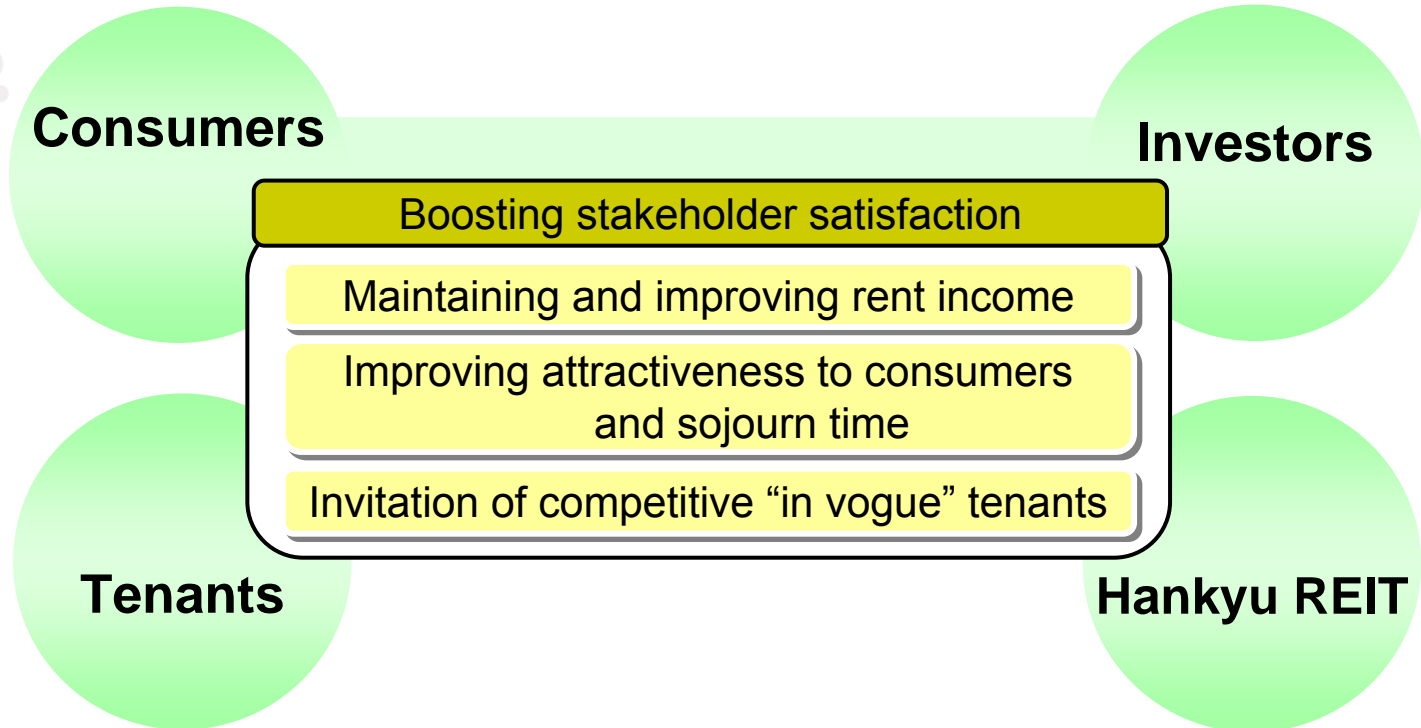 Consumers
Investors
Boosting stakeholder satisfaction
Maintaining and improving rent income
Improving attractiveness to consumers
and sojourn time
Invitation of competitive “in vogue” tenants
Tenants
Hankyu REIT